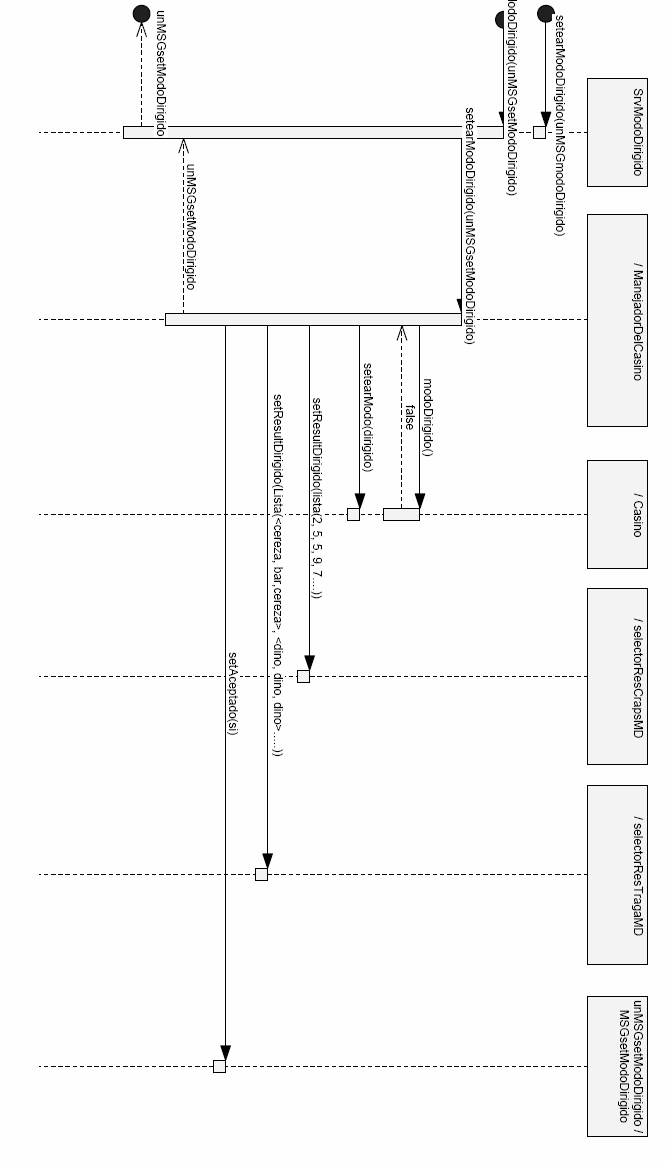 SrvModoDirigido
/ ManejadorDelCasino
/ Casino
/ selectorResCrapsMD
/ selectorResTragaMD
unMSGsetModoDirigido /
MSGsetModoDirigido
setearModoDirigido(unMSGmodoDirigido)
odoDirigido(unMSGsetModoDirigido)
setearModoDirigido(unMSGsetModoDirigido)
modoDirigido()
false
setearModo(dirigido)
setResultDirigido(lista(2, 5, 5, 9, 7....))
setResultDirigido(Lista(<cereza, bar,cereza>, <dino, dino, dino>.....))
setAceptado(si)
unMSGsetModoDirigido
unMSGsetModoDirigido